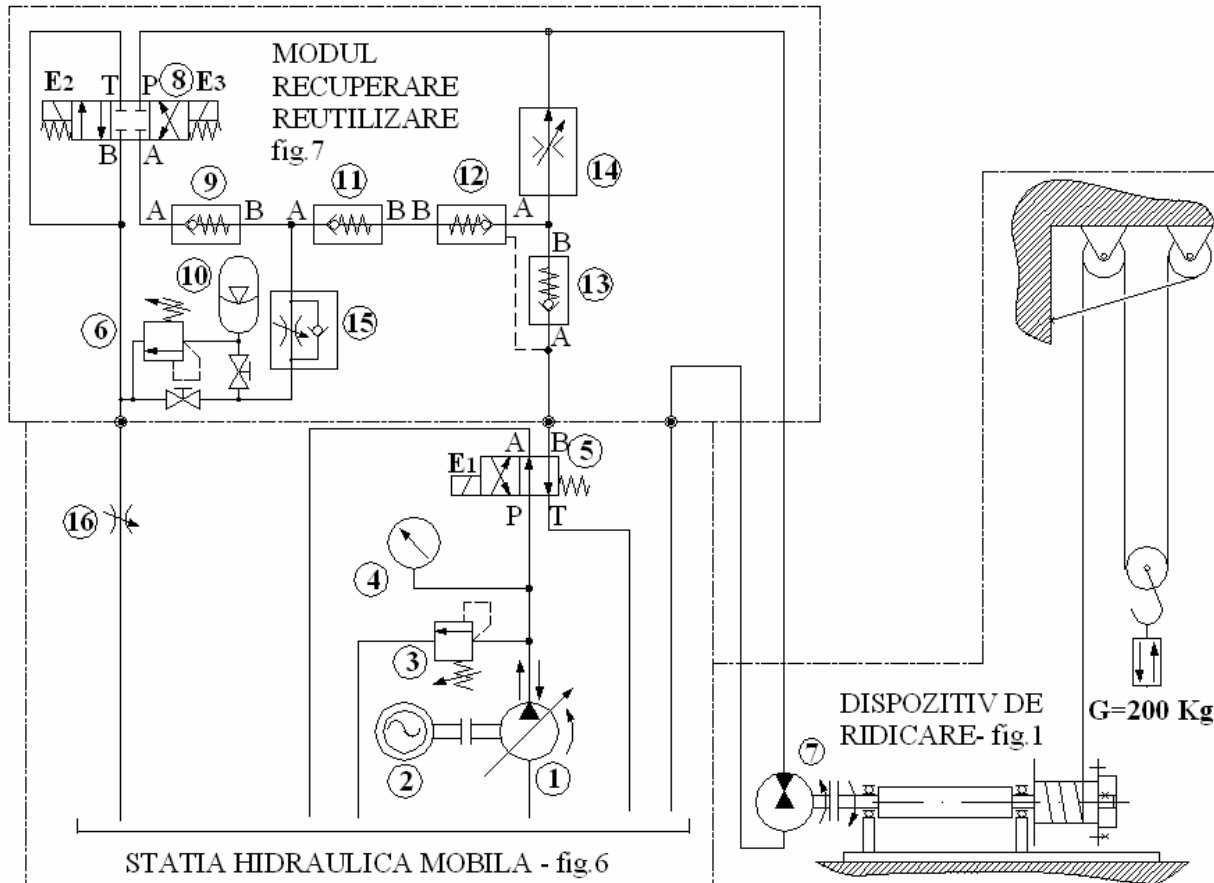 MODUL
RECUPERARE
REUTILIZARE
fig.7
E2 T P 8 E3
B A
9 11 12 14
A B A B B A
B
10 13
15 A
6
A B 5
E1
P T
16
4
3
DISPOZITIV DE
RIDICARE- fig.1
G=200 Kg
7
2 1
STATIA HIDRAULICA MOBILA - fig.6